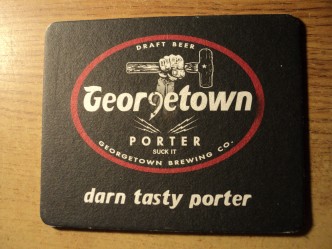 DRAFT BEER
Georgetown
PORTER
SUCK IT
GEORGETOWN BREWING CO.
darn tasty porter